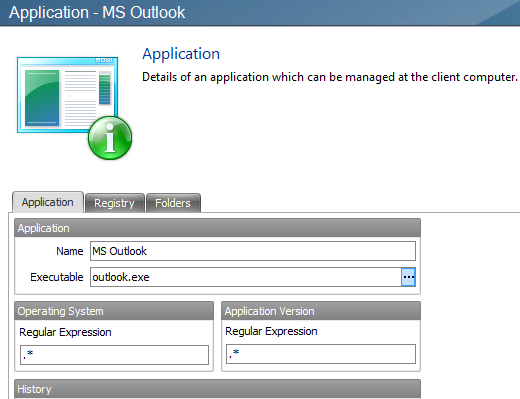 Application - MS Outlook
Application
Details of an application which can be managed at the client computer.
Application Registry Folders
Application
Name MS Outlook
Executable outlook.exe ...
Operating System Application Version
Regular Expression Regular Expression
.* .*
History